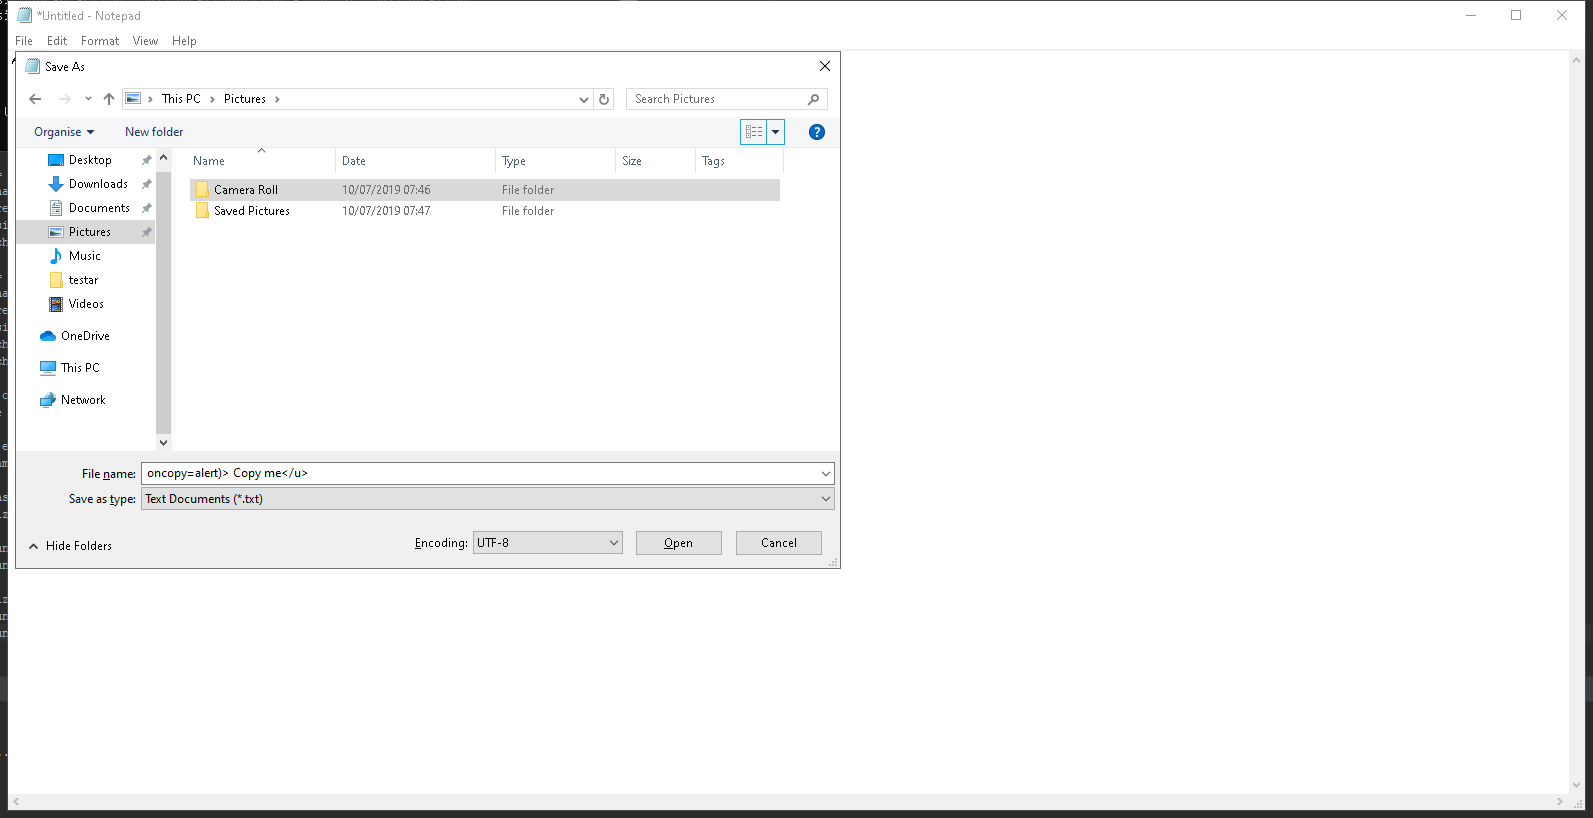 *Untitled - Notepad
File Edit Format View Help
Save As
This PC Pictures
Search Pictures
Organise New folder
Name Date Type Size Tags
Desktop
Downloads
Documents
Pictures
Music
testar
Videos
OneDrive
This PC
Network
Camera Roll 10/07/2019 07:46 File folder
Saved Pictures 10/07/2019 07:47 File folder
File name: oncopy=alert)> Copy me</u>
Save as type: Text Documents (*.txt)
Hide Folders
Encoding: UTF-8 Open Cancel